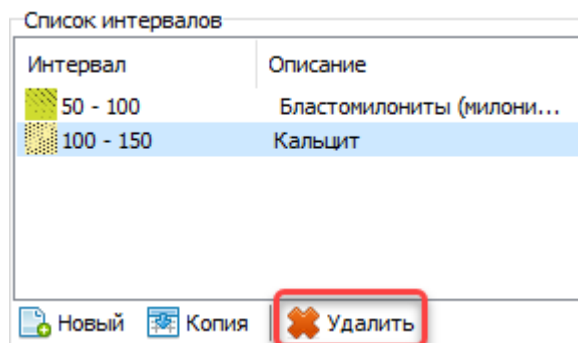 Список интервалов
Интервал Описание
50 - 100 Бластомилониты (милони...
100 - 150 Кальцит
Новый Копия Удалить